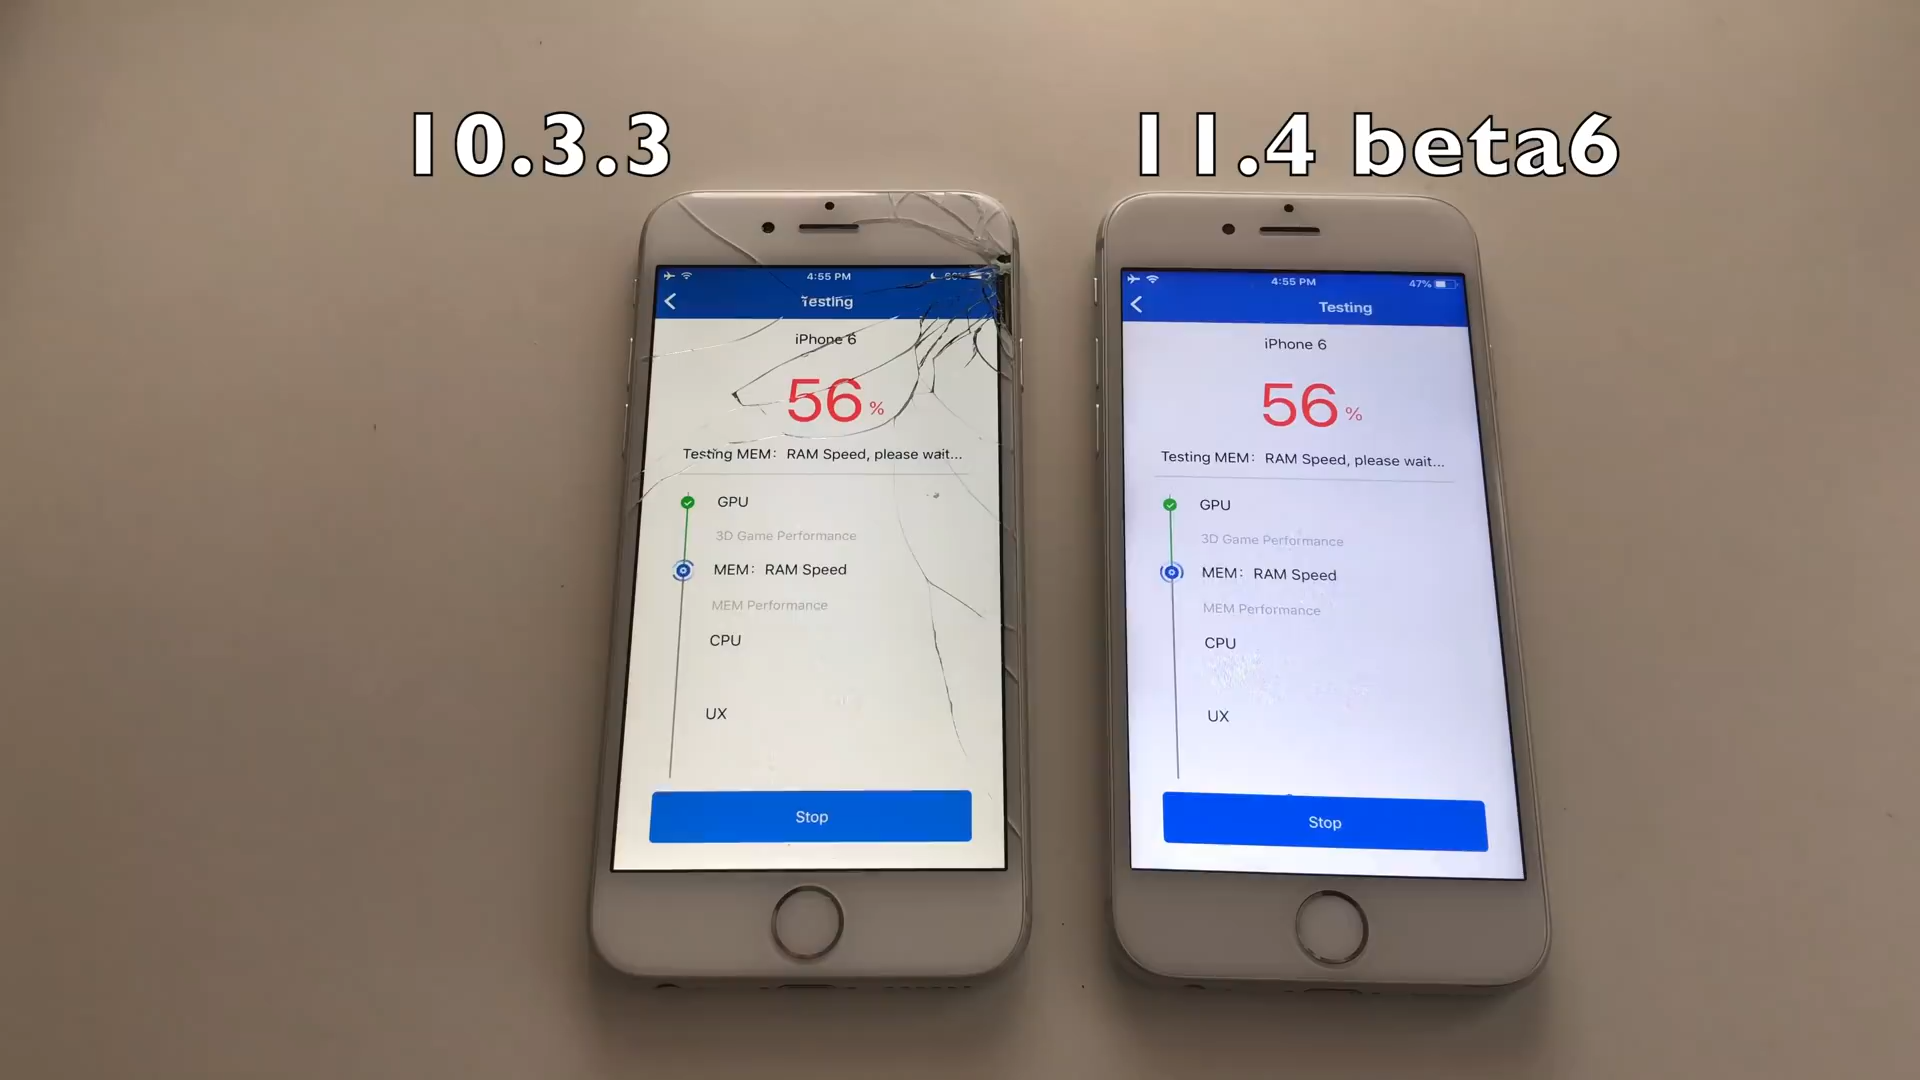 10.3.3
11.4 beta6
4:55 PM
Testing
iPhone 6
56 %
Testing MEM: RAM Speed, please wait...
GPU
3D Game Performance
MEM: RAM Speed
MEM Performance
CPU
UX
Stop
4:55 PM
47%
Testing
iPhone 6
56 %
Testing MEM: RAM Speed, please wait...
GPU
3D Game Performance
MEM: RAM Speed
MEM Performance
CPU
UX
Stop